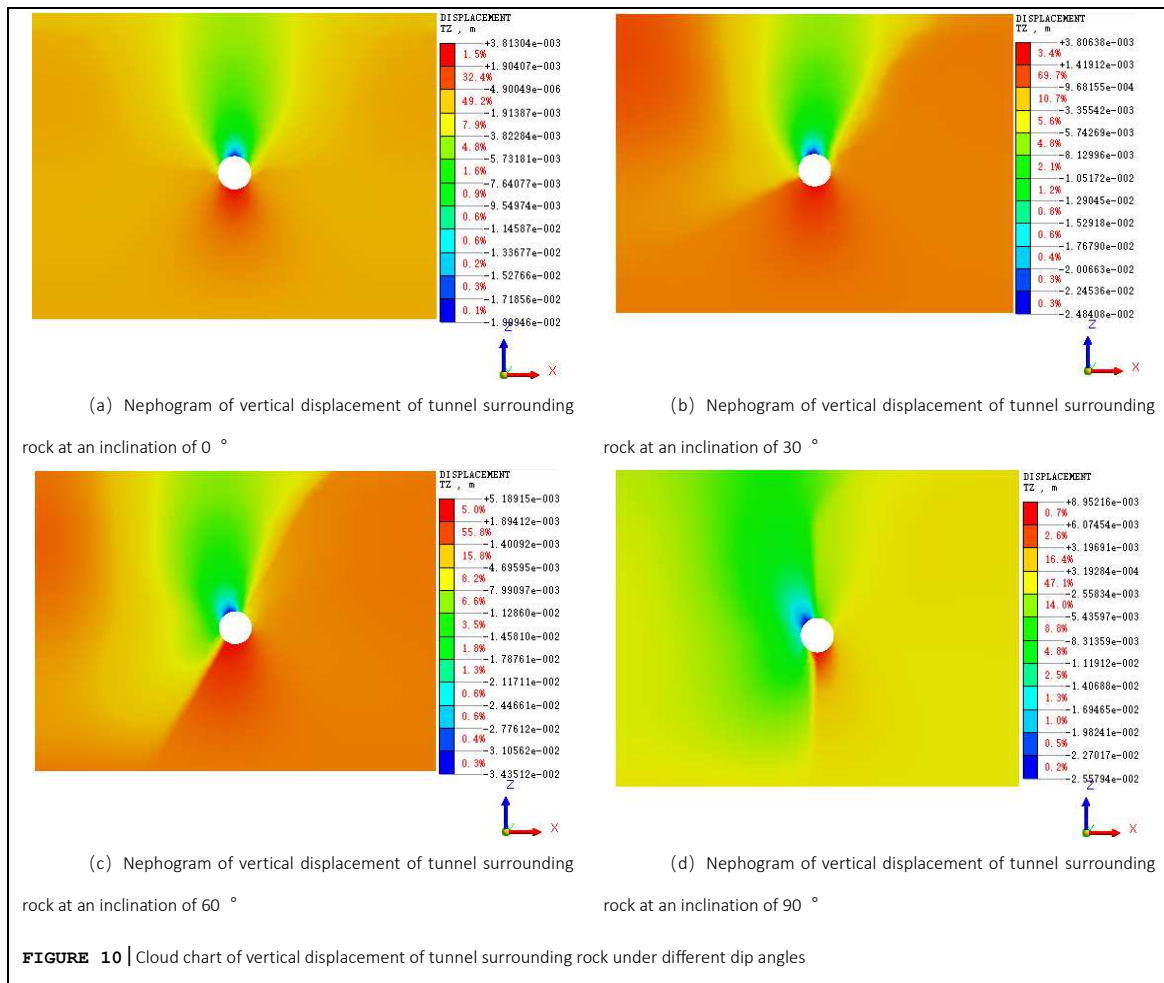 DISPLACEMENT
TZ , m
+3.81304e-003
1.5%
+1.90407e-003
32.4%
-4.90049e-006
49.2%
-1.91387e-003
7.9%
-3.82284e-003
4.8%
-5.73181e-003
1.6%
-7.64077e-003
0.9%
-9.54974e-003
0.6%
-1.14587e-002
0.6%
-1.33677e-002
0.2%
-1.52766e-002
0.3%
-1.71856e-002
0.1%
-1.90946e-002
Z
X
DISPLACEMENT
TZ , m
+3.80638e-003
3.4%
+1.41912e-003
69.7%
-9.68155e-004
10.7%
-3.35542e-003
5.6%
-5.74269e-003
4.8%
-8.12996e-003
2.1%
-1.05172e-002
1.2%
-1.29045e-002
0.8%
-1.52918e-002
0.6%
-1.76790e-002
0.4%
-2.00663e-002
0.3%
-2.24536e-002
0.3%
-2.48408e-002
Z
X
(a) Nephogram of vertical displacement of tunnel surrounding
rock at an inclination of 0 °
(b) Nephogram of vertical displacement of tunnel surrounding
rock at an inclination of 30 °
DISPLACEMENT
TZ , m
+5.18915e-003
5.0%
+1.89412e-003
55.8%
-1.40092e-003
15.8%
-4.69595e-003
8.2%
-7.99097e-003
6.6%
-1.12860e-002
3.5%
-1.45810e-002
1.8%
-1.78761e-002
1.3%
-2.11711e-002
0.6%
-2.44661e-002
0.6%
-2.77612e-002
0.4%
-3.10562e-002
0.3%
-3.43512e-002
Z
X
DISPLACEMENT
TZ , m
+8.95216e-003
0.7%
+6.07454e-003
2.6%
+3.19691e-003
16.4%
+3.19284e-004
47.1%
-2.55834e-003
14.0%
-5.43597e-003
8.8%
-8.31359e-003
4.8%
-1.11912e-002
2.5%
-1.40688e-002
1.3%
-1.69465e-002
1.0%
-1.98241e-002
0.5%
-2.27017e-002
0.2%
-2.55794e-002
Z
X
(c) Nephogram of vertical displacement of tunnel surrounding
rock at an inclination of 60 °
(d) Nephogram of vertical displacement of tunnel surrounding
rock at an inclination of 90 °
FIGURE 10 | Cloud chart of vertical displacement of tunnel surrounding rock under different dip angles